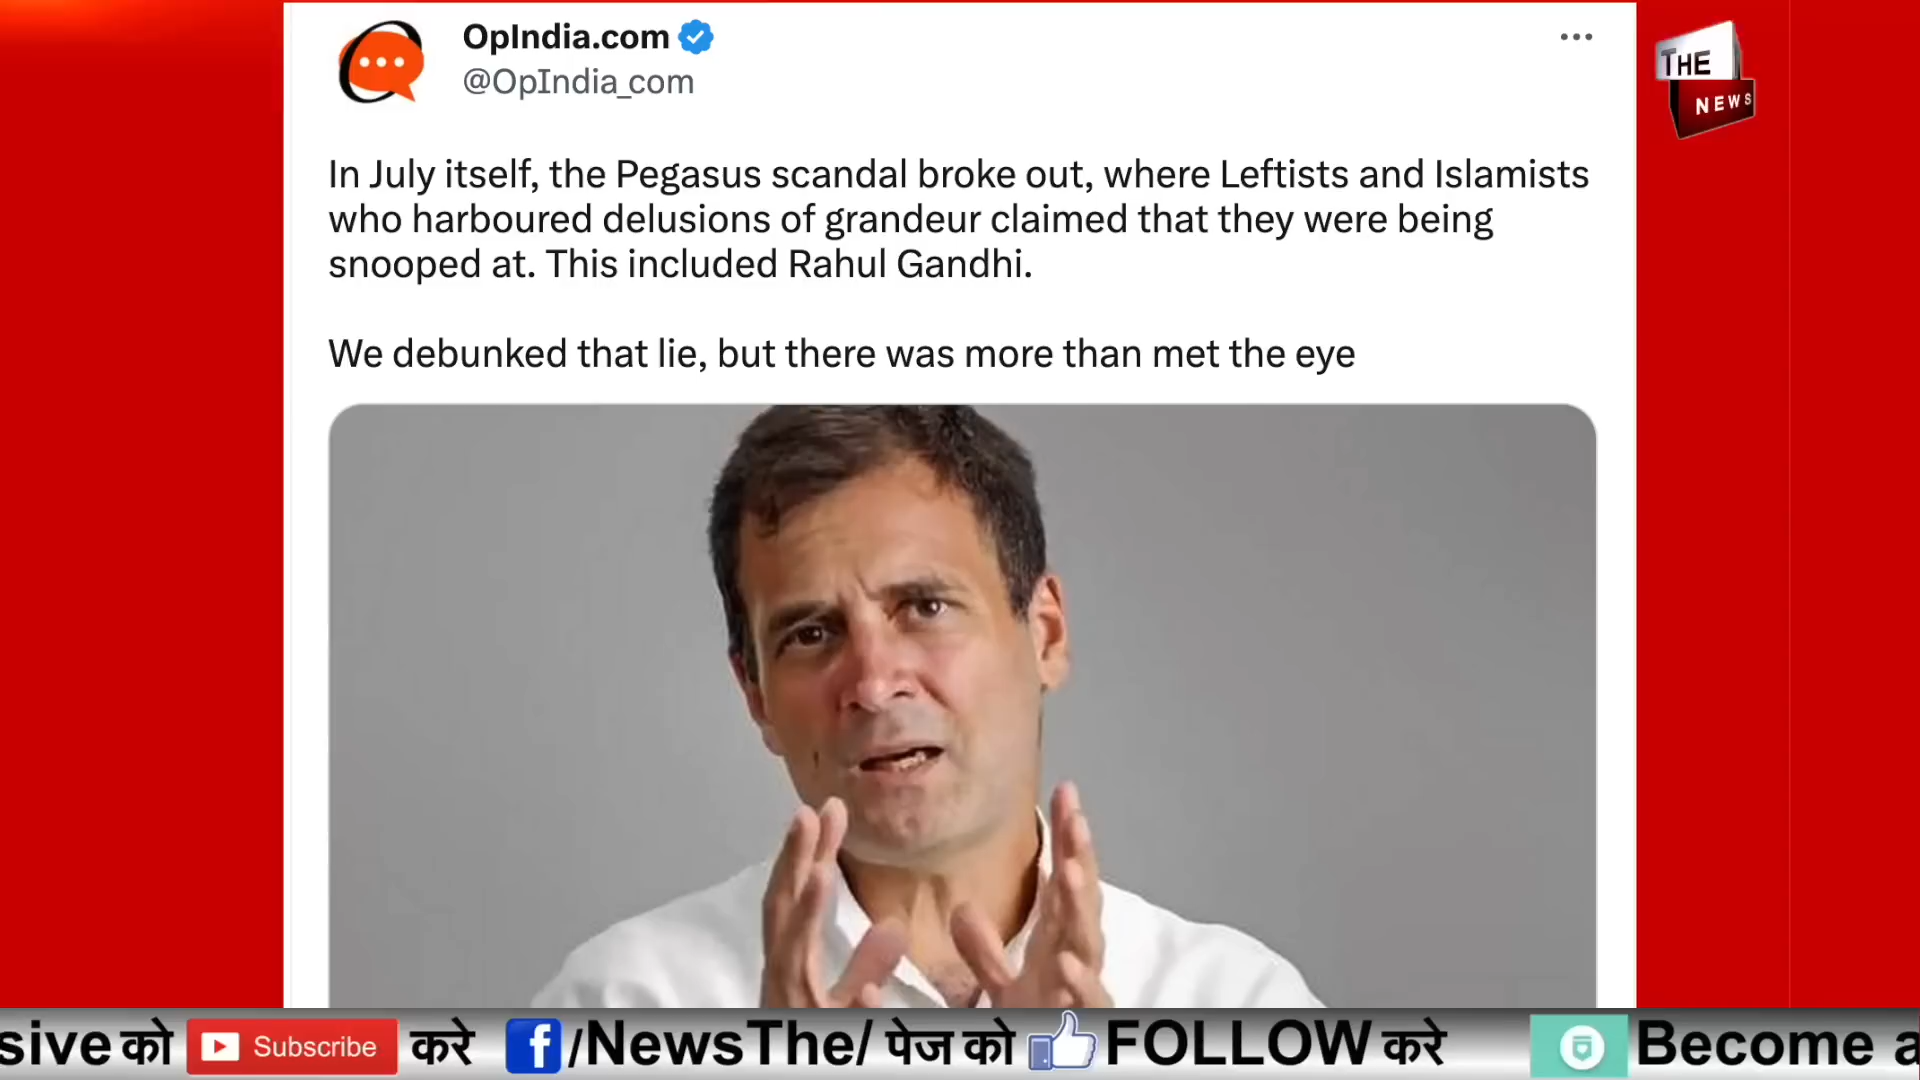 OpIndia.com
@OpIndia_com
THE
NEWS
In July itself, the Pegasus scandal broke out, where Leftists and Islamists
who harboured delusions of grandeur claimed that they were being
snooped at. This included Rahul Gandhi.
We debunked that lie, but there was more than met the eye
sive को Subscribe करे f/NewsThe/ पेज को FOLLOW करे Become a